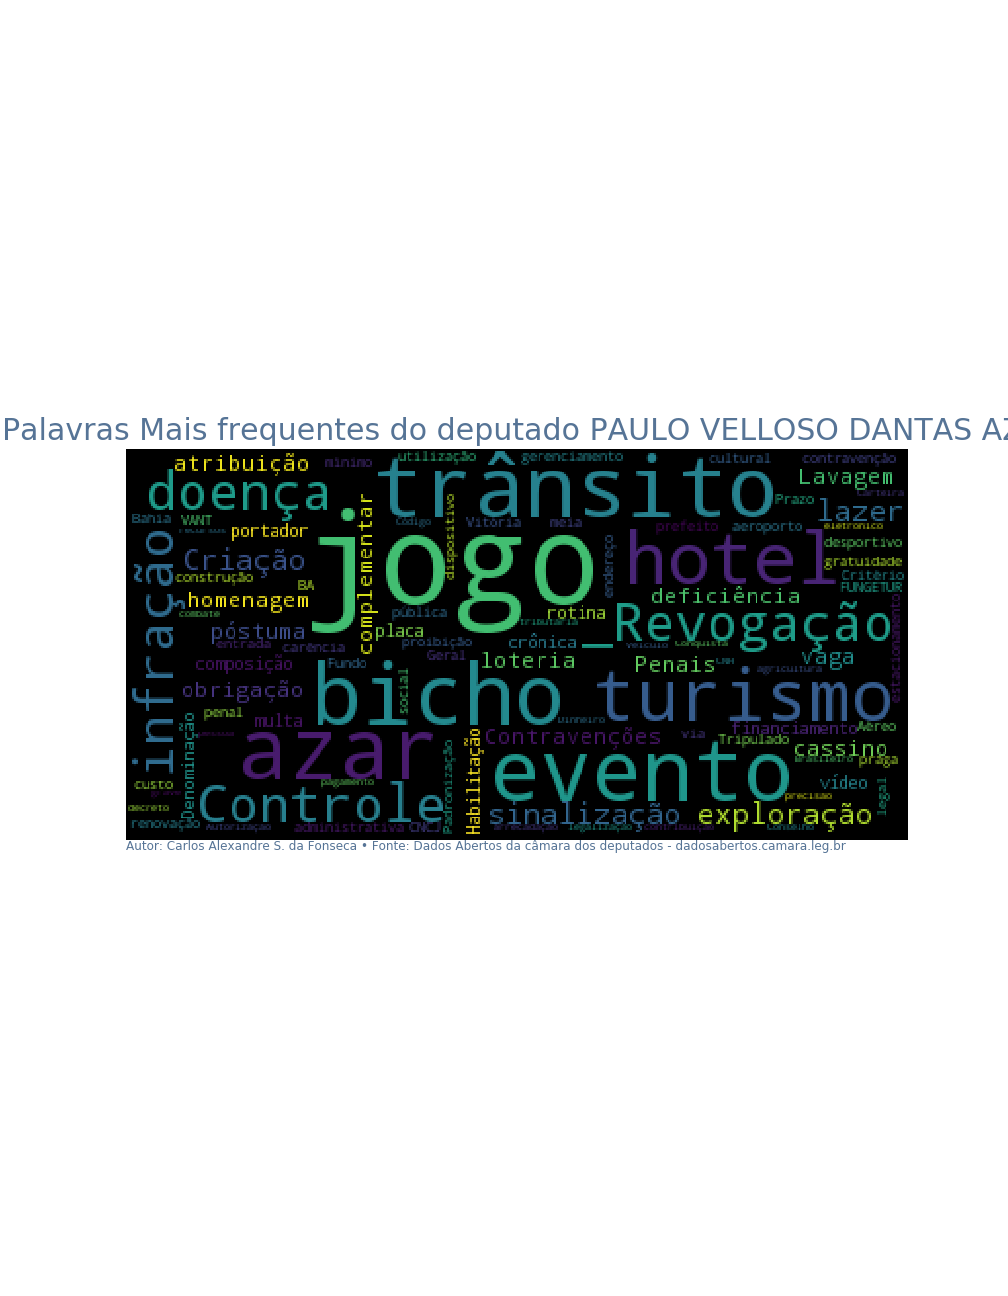 Palavras Mais frequentes do deputado PAULO VELLOSO DANTAS AZ
atribuição
mínimo
utilização
gerenciamento
cultural
contravenção
trânsito
doença
Lavagem
Carteira
Prazo
lazer
Bahia
VANT
recursos
portador
Código
Vitória
meia
prefeito
aeroporto
eletrônico
complementar
dispositivo
jogo
hotel
endereço
desportivo
infração
Criação
gratuidade
construção
BA
Critério
FUNGETUR
deficiência
homenagem
combate
pública
rotina
tributária
Revogação
póstuma
placa
entrada
carência
proibição
crônica
veículo
Conquista
estacionamento
composição
Fundo
Geral
loteria
Penais
vaga
agricultura
obrigação
social
bicho
turismo
penal
multa
Dinheiro
financiamento
Aéreo
Denominação
azar
Habilitação
Contravenções
via
Tripulado
cassino
Brasileiro
praga
Padronização
evento
custo
pagamento
vídeo
legal
precisão
decreto
Controle
sinalização
exploração
renovação
Autorização
administrativa
CNCJ
arrecadação
legalização
contribuição
Conselho
Autor: Carlos Alexandre S. da Fonseca • Fonte: Dados Abertos da câmara dos deputados - dadosabertos.camara.leg.br